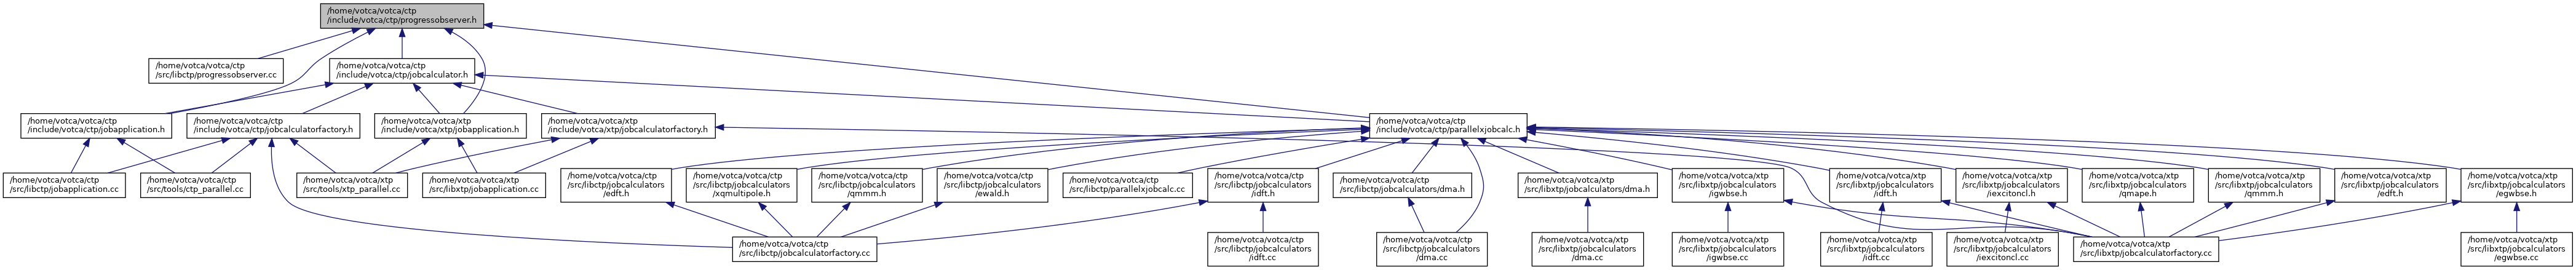 /home/votca/votca/ctp
/include/votca/ctp/progressobserver.h
/home/votca/votca/ctp
/src/libctp/progressobserver.cc
/home/votca/votca/ctp
/include/votca/ctp/jobcalculator.h
/home/votca/votca/ctp
/include/votca/ctp/jobapplication.h
/home/votca/votca/ctp
/include/votca/ctp/jobcalculatorfactory.h
/home/votca/votca/xtp
/include/votca/xtp/jobapplication.h
/home/votca/votca/xtp
/include/votca/xtp/jobcalculatorfactory.h
/home/votca/votca/ctp
/include/votca/ctp/parallelxjobcalc.h
/home/votca/votca/ctp
/src/libctp/jobapplication.cc
/home/votca/votca/ctp
/src/tools/ctp_parallel.cc
/home/votca/votca/xtp
/src/tools/xtp_parallel.cc
/home/votca/votca/xtp
/src/libxtp/jobapplication.cc
/home/votca/votca/ctp
/src/libctp/jobcalculators
/edft.h
/home/votca/votca/ctp
/src/libctp/jobcalculators
/xqmultipole.h
/home/votca/votca/ctp
/src/libctp/jobcalculators
/qmmm.h
/home/votca/votca/ctp
/src/libctp/jobcalculators
/ewald.h
/home/votca/votca/ctp
/src/libctp/parallelxjobcalc.cc
/home/votca/votca/ctp
/src/libctp/jobcalculators
/idft.h
/home/votca/votca/ctp
/src/libctp/jobcalculators/dma.h
/home/votca/votca/xtp
/src/libxtp/jobcalculators/dma.h
/home/votca/votca/xtp
/src/libxtp/jobcalculators
/igwbse.h
/home/votca/votca/xtp
/src/libxtp/jobcalculators
/idft.h
/home/votca/votca/xtp
/src/libxtp/jobcalculators
/iexcitoncl.h
/home/votca/votca/xtp
/src/libxtp/jobcalculators
/qmape.h
/home/votca/votca/xtp
/src/libxtp/jobcalculators
/qmmm.h
/home/votca/votca/xtp
/src/libxtp/jobcalculators
/edft.h
/home/votca/votca/xtp
/src/libxtp/jobcalculators
/egwbse.h
/home/votca/votca/ctp
/src/libctp/jobcalculatorfactory.cc
/home/votca/votca/ctp
/src/libctp/jobcalculators
/idft.cc
/home/votca/votca/ctp
/src/libctp/jobcalculators
/dma.cc
/home/votca/votca/xtp
/src/libxtp/jobcalculators
/dma.cc
/home/votca/votca/xtp
/src/libxtp/jobcalculators
/igwbse.cc
/home/votca/votca/xtp
/src/libxtp/jobcalculators
/idft.cc
/home/votca/votca/xtp
/src/libxtp/jobcalculators
/iexcitoncl.cc
/home/votca/votca/xtp
/src/libxtp/jobcalculatorfactory.cc
/home/votca/votca/xtp
/src/libxtp/jobcalculators
/egwbse.cc